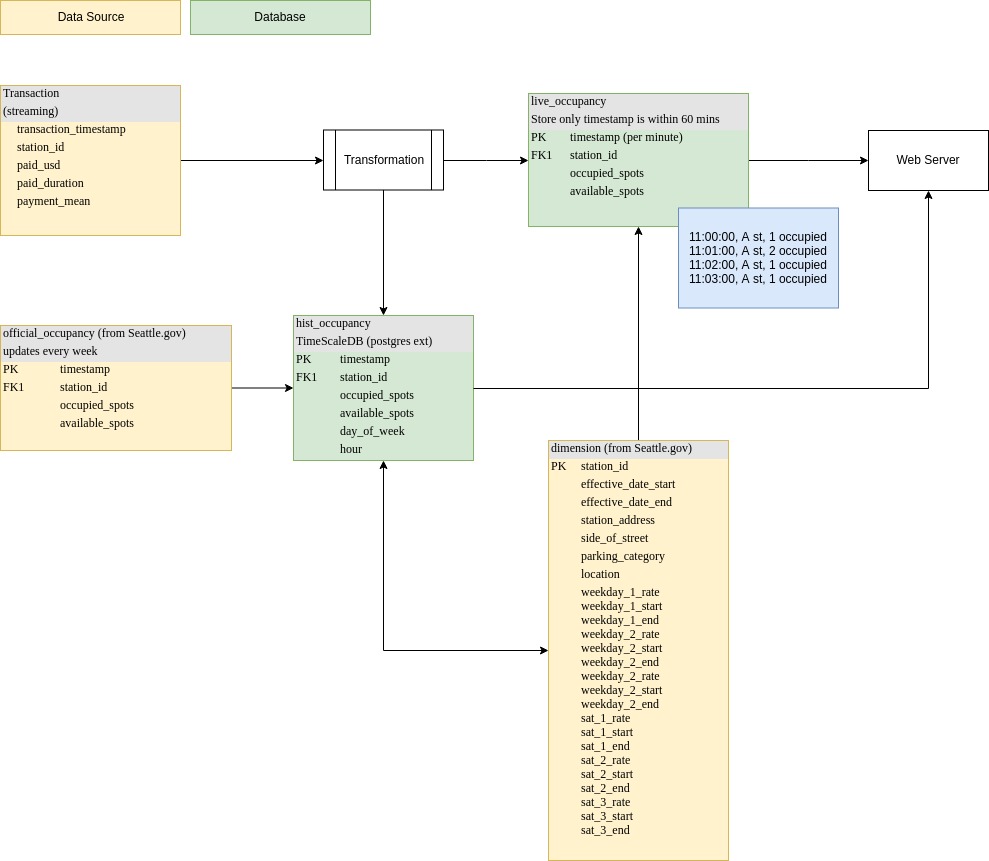 Data Source
Database
Transaction
(streaming)
transaction_timestamp
station_id
paid_usd
paid_duration
payment_mean
Transformation
live_occupancy
Store only timestamp is within 60 mins
PK timestamp (per minute)
FK1 station_id
occupied_spots
available_spots
Web Server
11:00:00, A st, 1 occupied
11:01:00, A st, 2 occupied
11:02:00, A st, 1 occupied
11:03:00, A st, 1 occupied
official_occupancy (from Seattle.gov)
updates every week
PK timestamp
FK1 station_id
occupied_spots
available_spots
hist_occupancy
TimeScaleDB (postgres ext)
PK timestamp
FK1 station_id
occupied_spots
available_spots
day_of_week
hour
dimension (from Seattle.gov)
PK station_id
effective_date_start
effective_date_end
station_address
side_of_street
parking_category
location
weekday_1_rate
weekday_1_start
weekday_1_end
weekday_2_rate
weekday_2_start
weekday_2_end
weekday_2_rate
weekday_2_start
weekday_2_end
sat_1_rate
sat_1_start
sat_1_end
sat_2_rate
sat_2_start
sat_2_end
sat_3_rate
sat_3_start
sat_3_end